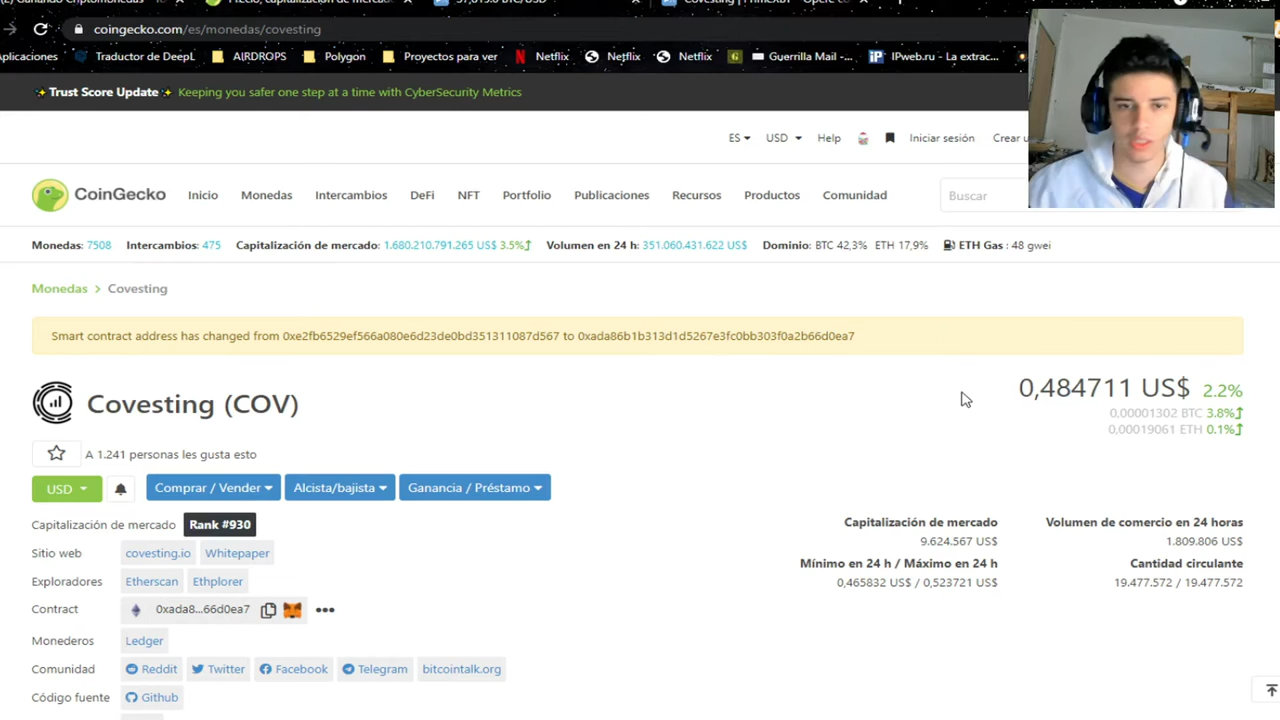 coingecko.com/es/monedas/covesting
Traductor de DeepL AIRDROPS Polygon Proyectos para ver Netflix Netflix Netflix Guerrilla Mail -... IPweb.ru - La extrac...
✨ Trust Score Update ✨ Keeping you safer one step at a time with CyberSecurity Metrics
ES USD Help Iniciar sesión
CoinGecko Inicio Monedas Intercambios DeFi NFT Portfolio Publicaciones Recursos Productos Comunidad Buscar
Monedas: 7508 Intercambios: 475 Capitalización de mercado: 1.680.210.791.265 US$ 3.5% Volumen en 24 h: 351.060.431.622 US$ Dominio: BTC 42,3% ETH 17,9% ETH Gas : 48 gwei
Monedas > Covesting
Smart contract address has changed from 0xe2fb6529ef566a080e6d23de0bd351311087d567 to 0xada86b1b313d1d5267e3fc0bb303f0a2b66d0ea7
Covesting (COV)
0,484711 US$ 2.2%
0,00001302 BTC 3.8%
0,00019061 ETH 0.1%
A 1.241 personas les gusta esto
USD Comprar / Vender Alcista/bajista Ganancia / Préstamo
Capitalización de mercado Rank #930
Sitio web covesting.io Whitepaper
Exploradores Etherscan Ethplorer
Contract 0xada8...66d0ea7
Monederos Ledger
Comunidad Reddit Twitter Facebook Telegram bitcointalk.org
Código fuente Github
Capitalización de mercado
9.624.567 US$
Volumen de comercio en 24 horas
1.809.806 US$
Mínimo en 24 h / Máximo en 24 h
0,465832 US$ / 0,523721 US$
Cantidad circulante
19.477.572 / 19.477.572